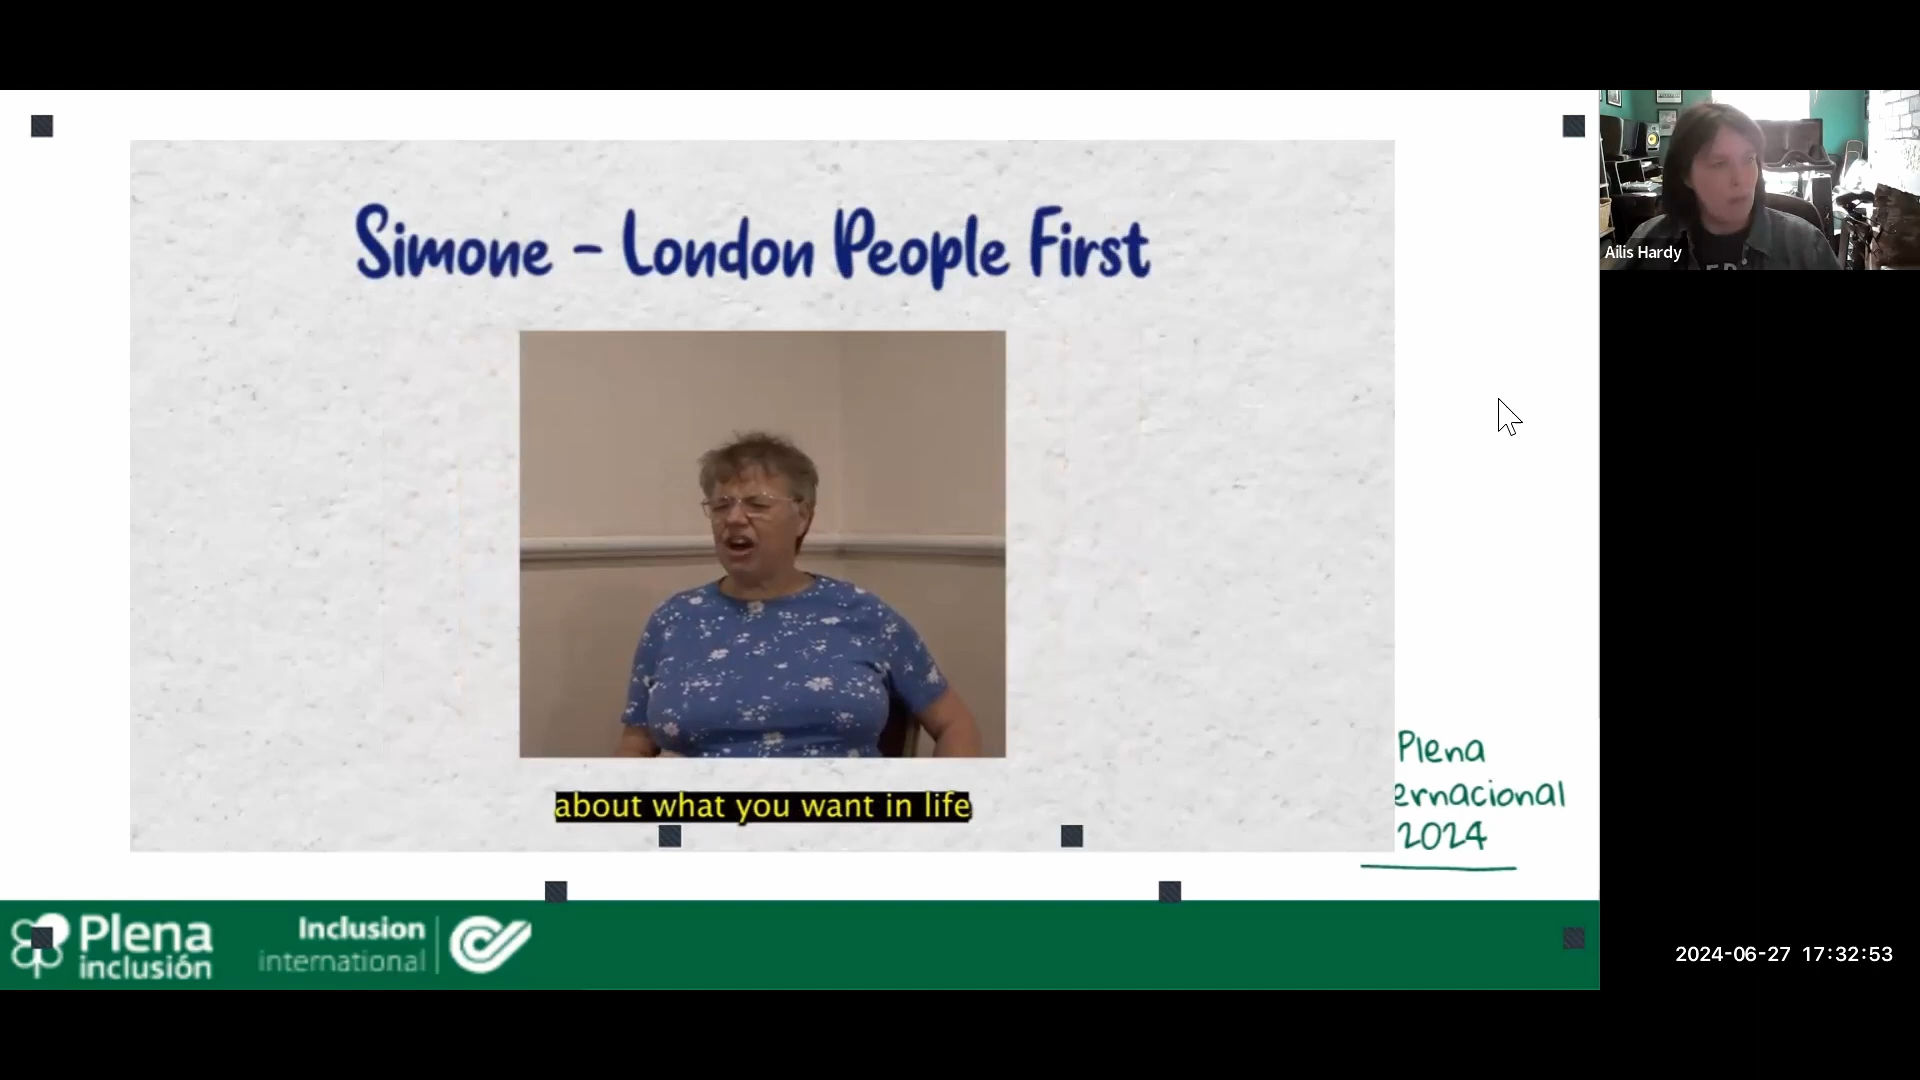 Simone - London People First
Ailis Hardy
about what you want in life
Plena
ernacional
2024
Plena
inclusión
Inclusion
international
2024-06-27 17:32:53